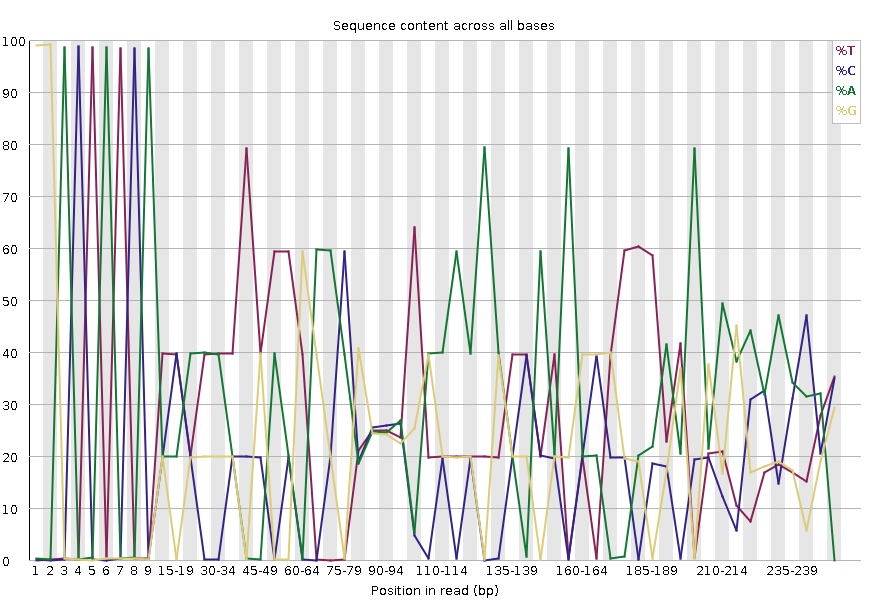 Sequence content across all bases
100
90
80
70
60
50
40
30
20
10
0
%T
%C
%A
%G
1 2 3 4 5 6 7 8 9 15-19 30-34 45-49 60-64 75-79 90-94 110-114 135-139 160-164 185-189 210-214 235-239
Position in read (bp)